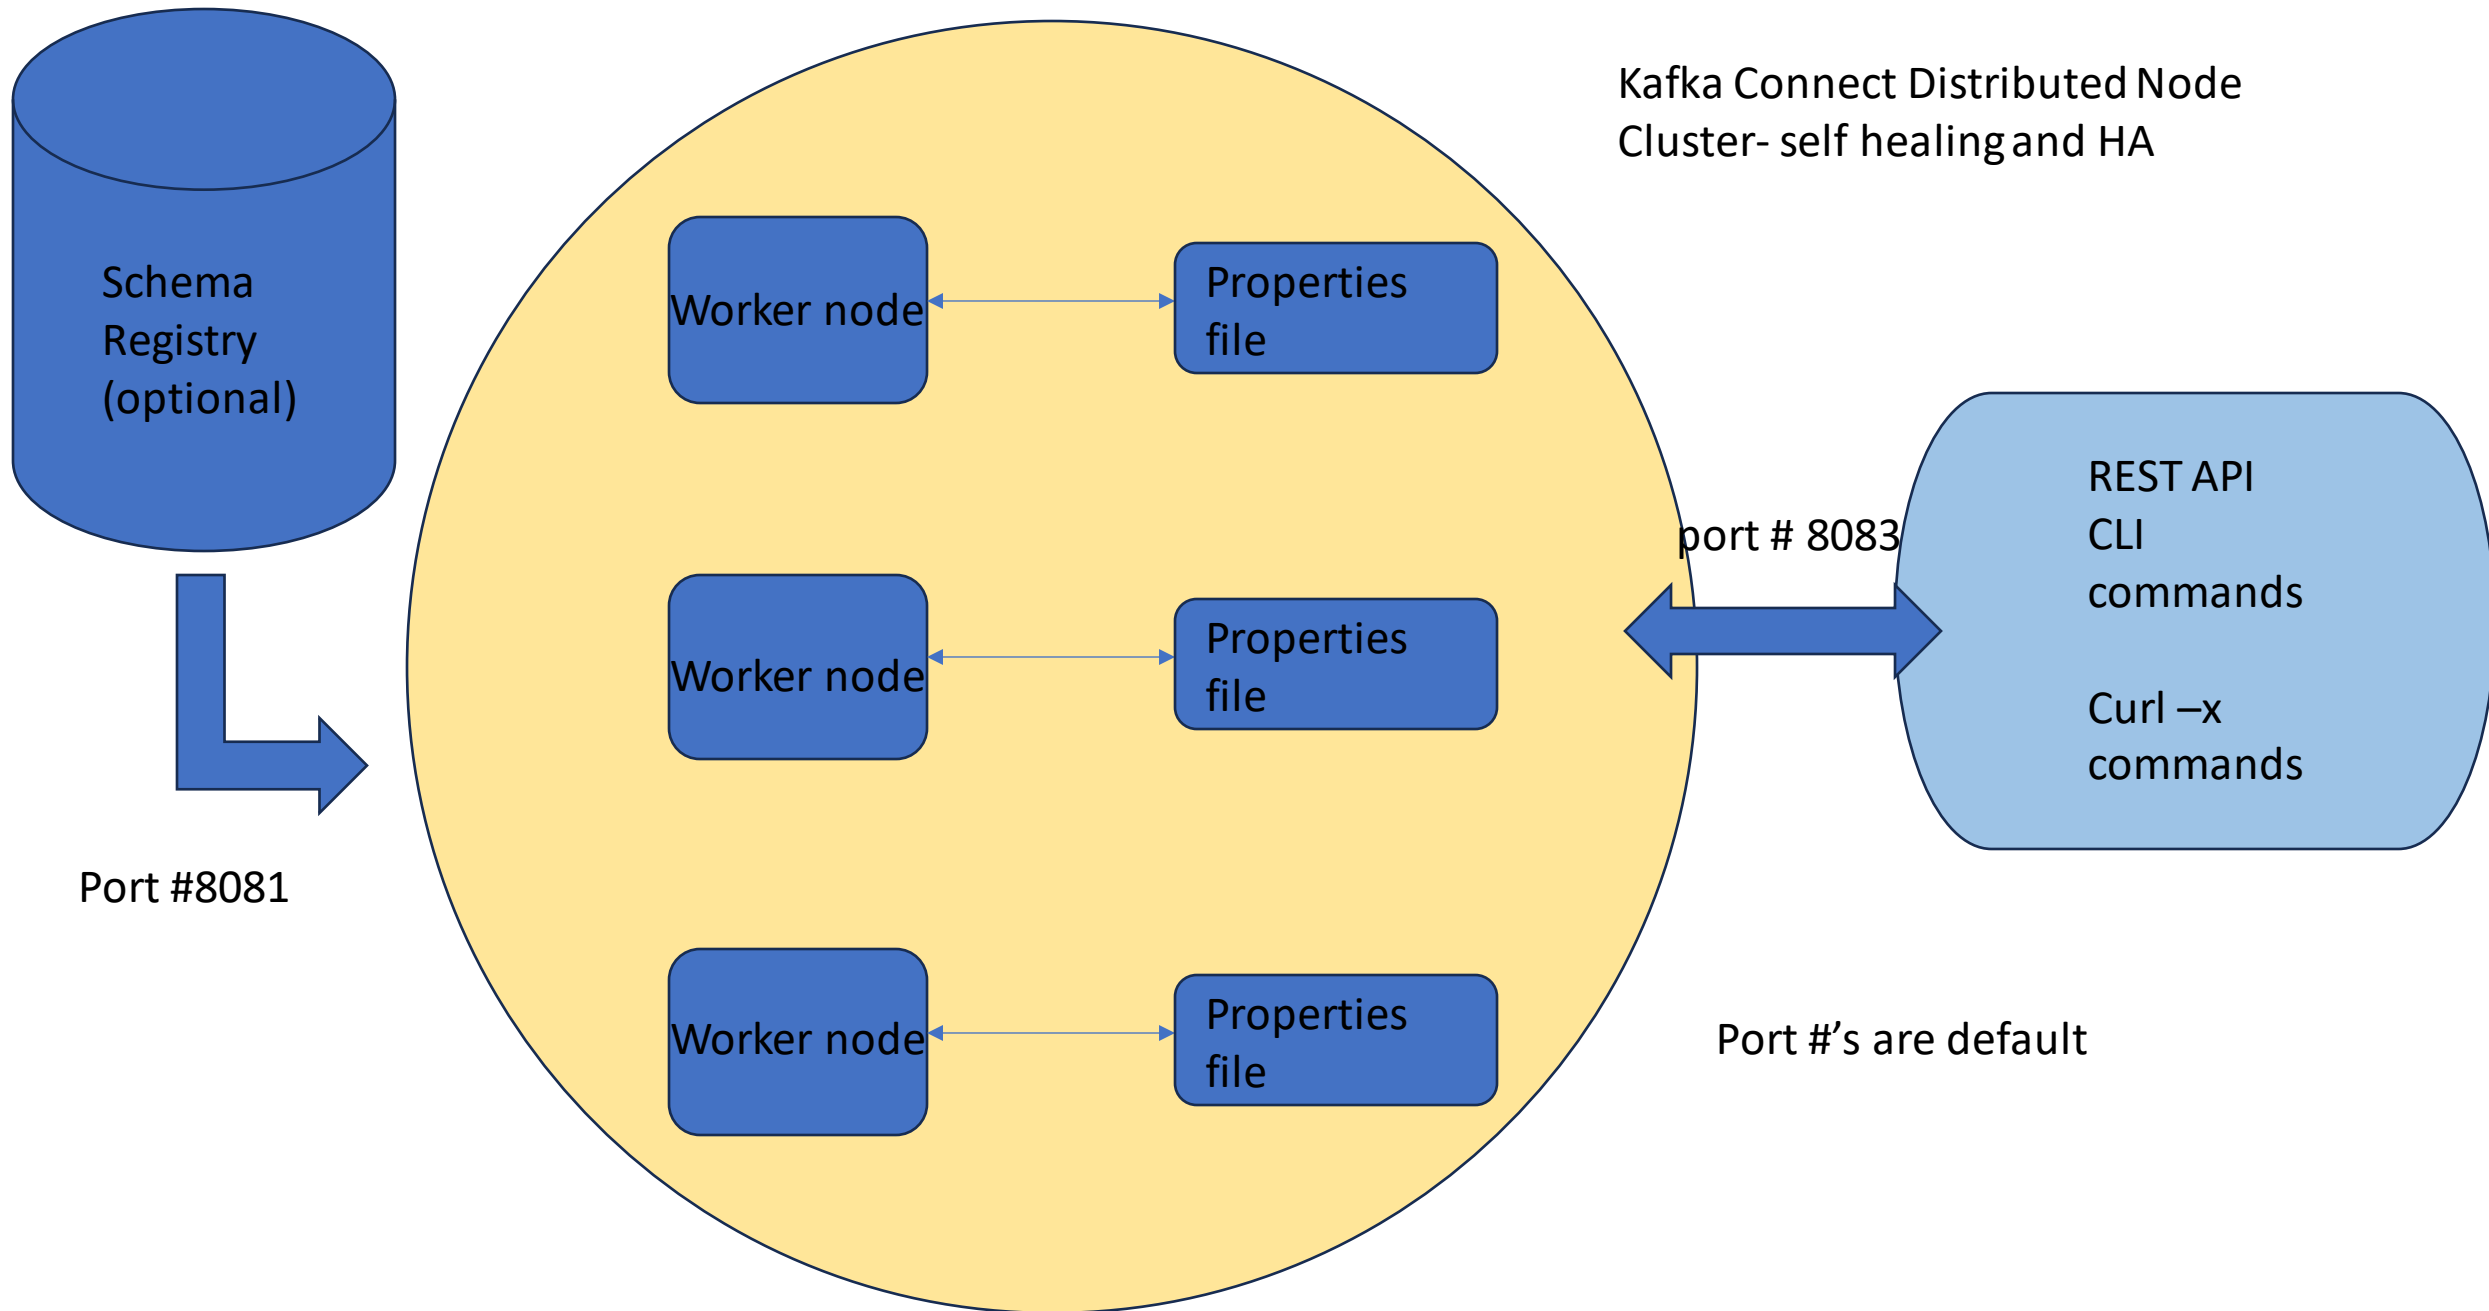 Kafka Connect Distributed Node
Cluster- self healing and HA
Schema
Registry
(optional)
Port #8081
Worker node
Properties
file
Worker node
Properties
file
Worker node
Properties
file
port # 8083
REST API
CLI
commands
Curl –x
commands
Port #’s are default